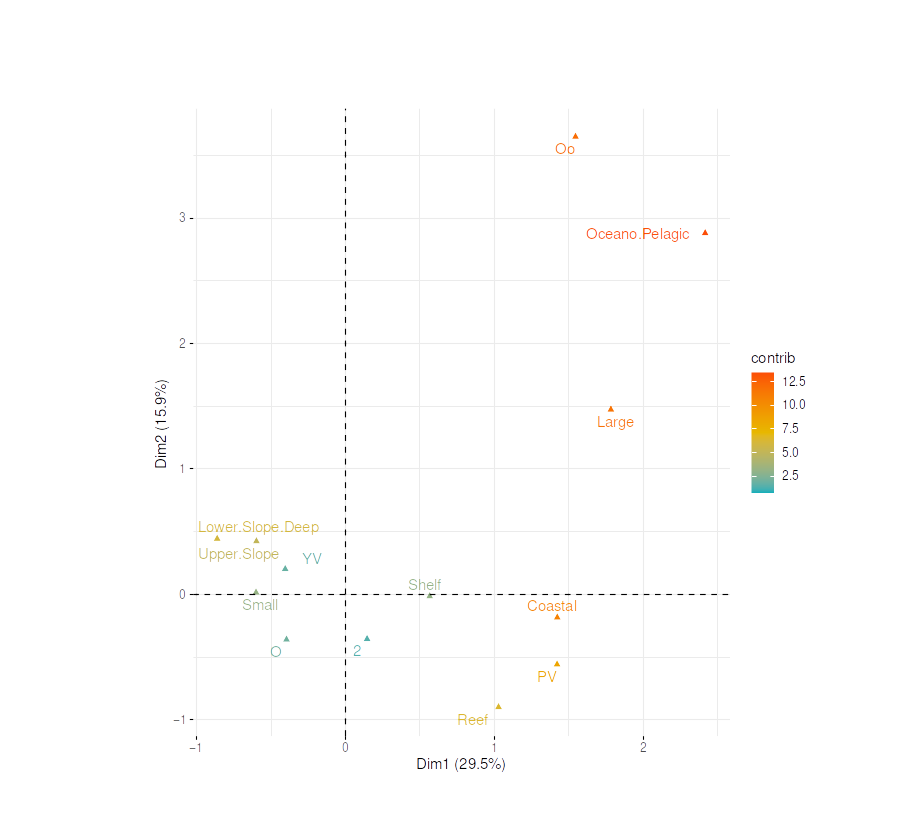 Op
3
Oceano.Pelagic
contrib
12.5
10.0
7.5
5.0
2.5
2
Dim2 (15.9%)
Large
1
Lower.Slope.Deep
Upper.Slope
YV
Shelf
0
Small
Coastal
O
2
PV
Reef
−1
−1
0
1
2
Dim1 (29.5%)